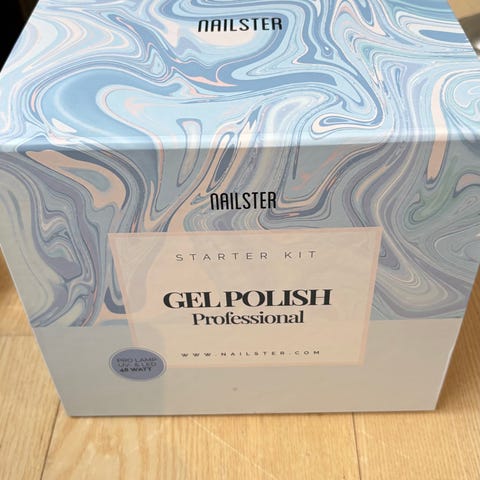 NAILSTER
NAILSTER
STARTER KIT
GEL POLISH
Professional
WWW.NAILSTER.COM
PRO LAMP
UV- & LED
48 WATT